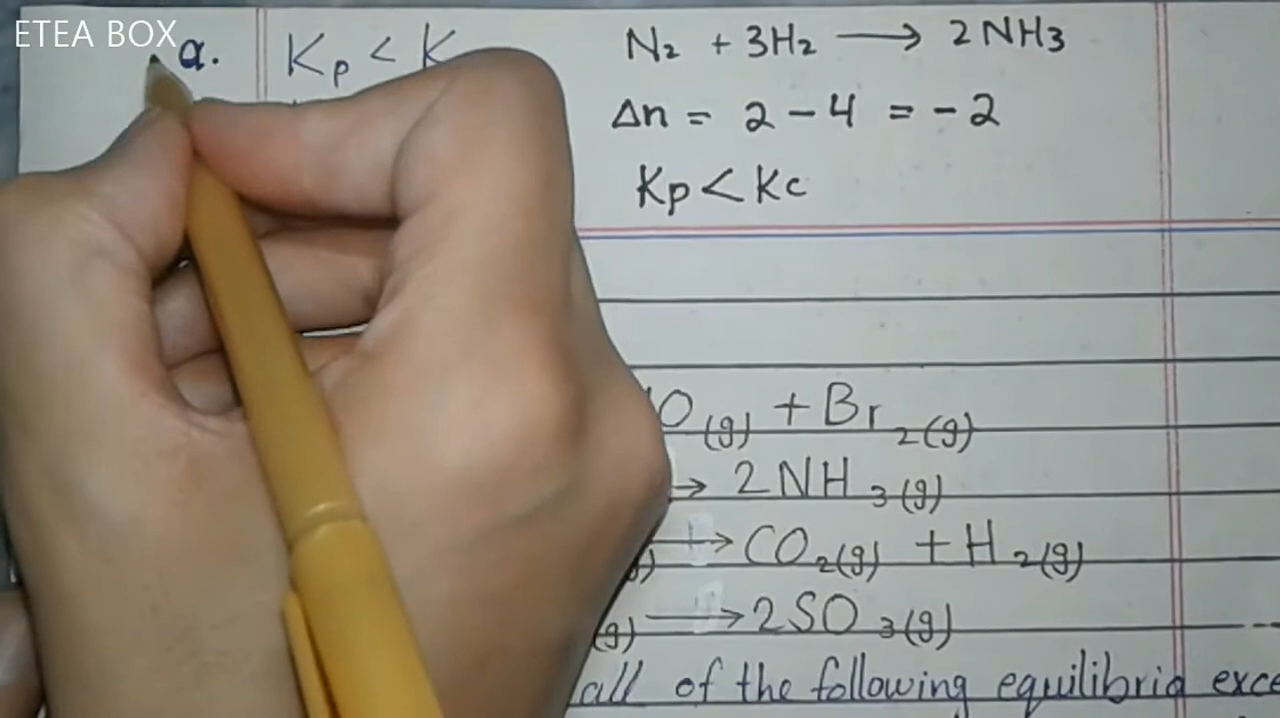 ETEA BOX
a. Kp < K
N2 + 3H2 ⟶ 2NH3
Δn = 2 - 4 = -2
Kp < Kc
O(g) + Br2(g)
→ 2NH3(g)
⟶ CO2(g) + H2(g)
(g) ⟶ 2SO3(g)
all of the following equilibria exce